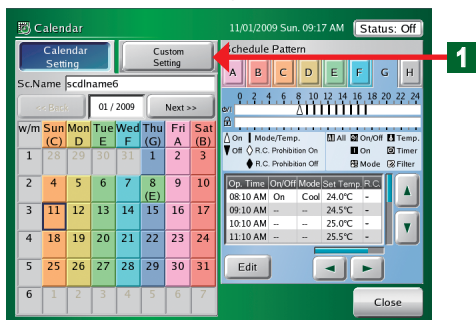 Calendar
11/01/2009 Sun. 09:17 AM
Status: Off
Calendar Setting
Custom Setting
Sc.Name scdlname6
<< Back
01 / 2009
Next >>
w/m Sun Mon Tue Wed Thu Fri Sat
(C) D E F (G) A (B)
1 28 29 30 31 1 2 3
2 4 5 6 7 8 9 10
(E)
3 11 12 13 14 15 16 17
4 18 19 20 21 22 23 24
5 25 26 27 28 29 30 31
6 1 2 3 4 5 6 7
Schedule Pattern
A B C D E F G H
0 2 4 6 8 10 12 14 16 18 20 22 24
On Mode/Temp. All On/Off Temp.
Off R.C. Prohibition On On Timer
R.C. Prohibition Off Mode Filter
Op. Time On/Off Mode Set Temp. R.C.
08:10 AM On Cool 24.0°C -
09:10 AM -- -- 24.5°C -
10:10 AM -- -- 25.0°C -
11:10 AM -- -- 25.5°C -
Edit
Close
1